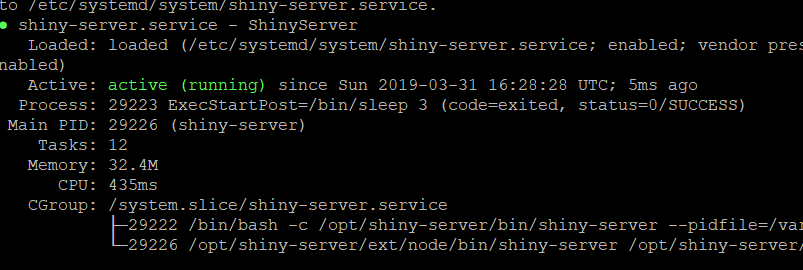 to /etc/systemd/system/shiny-server.service.
● shiny-server.service - ShinyServer
Loaded: loaded (/etc/systemd/system/shiny-server.service; enabled; vendor pres
nabled)
Active: active (running) since Sun 2019-03-31 16:28:28 UTC; 5ms ago
Process: 29223 ExecStartPost=/bin/sleep 3 (code=exited, status=0/SUCCESS)
Main PID: 29226 (shiny-server)
Tasks: 12
Memory: 32.4M
CPU: 435ms
CGroup: /system.slice/shiny-server.service
├─29222 /bin/bash -c /opt/shiny-server/bin/shiny-server --pidfile=/var
└─29226 /opt/shiny-server/ext/node/bin/shiny-server /opt/shiny-server/